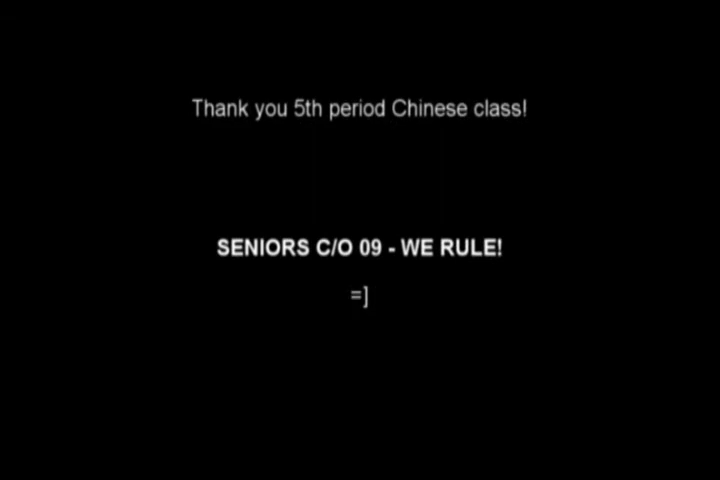 Thank you 5th period Chinese class!
SENIORS C/O 09 - WE RULE!
=]